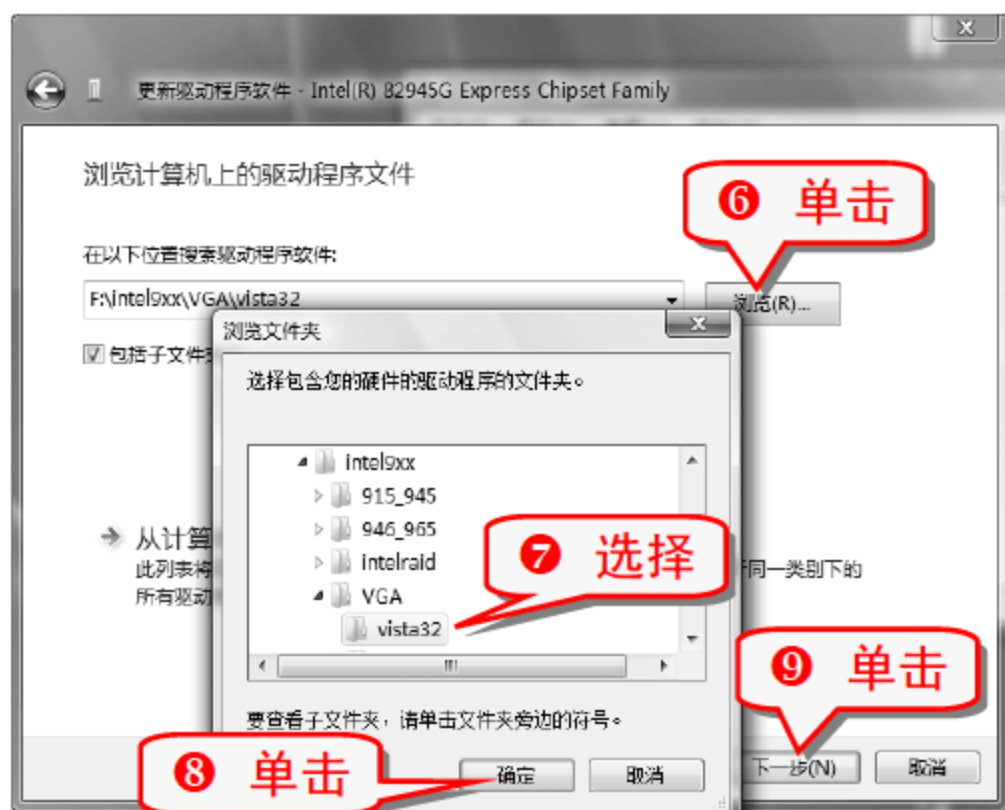 更新驱动程序软件 - Intel(R) 82945G Express Chipset Family
浏览计算机上的驱动程序文件
❻ 单击
在以下位置搜索驱动程序软件:
F:\intel9xx\VGA\vista32
浏览(R)...
包括子文件
浏览文件夹
选择包含您的硬件的驱动程序的文件夹。
intel9xx
915_945
946_965
intelraid
VGA
vista32
❼ 选择
从计算
此列表将
同一类别下的
所有驱动
❾ 单击
要查看子文件夹，请单击文件夹旁边的符号。
❽ 单击
确定
取消
下一步(N)
取消